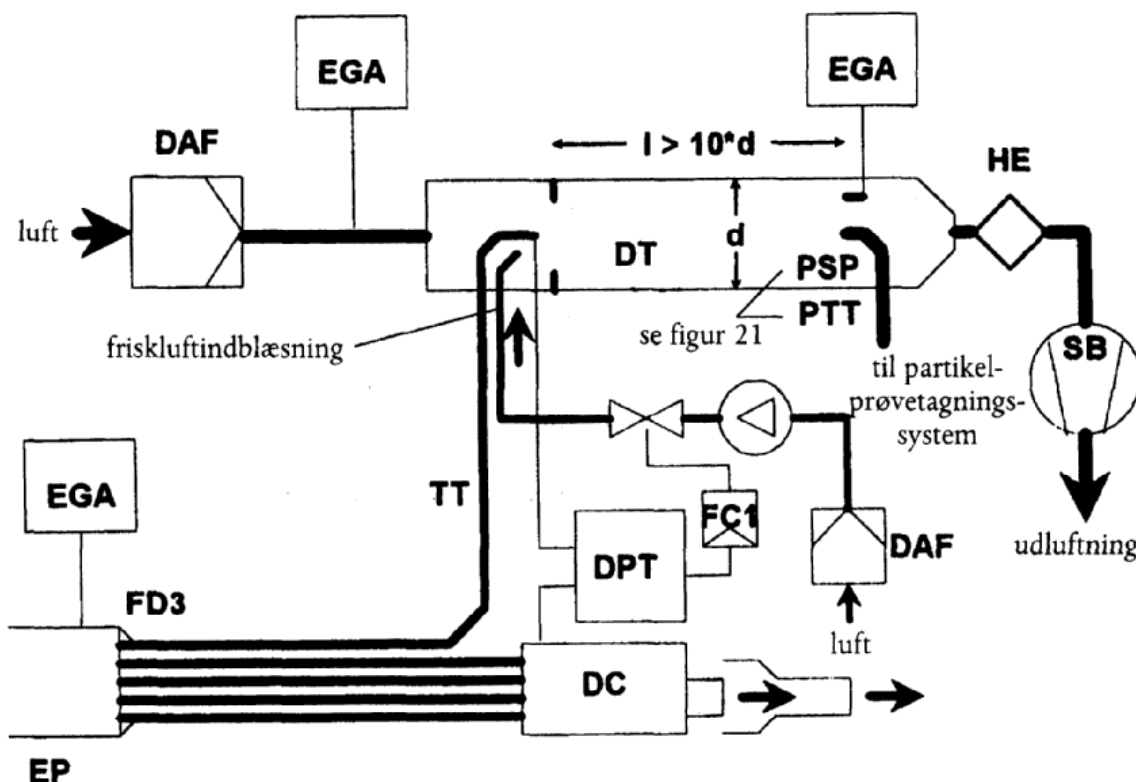 EGA
EGA
DAF
l > 10*d
HE
luft
d
DT
PSP
PTT
SB
friskluftindblæsning
se figur 21
til partikel-
prøvetagnings-
system
EGA
TT
FC1
DAF
udluftning
DPT
FD3
luft
DC
EP